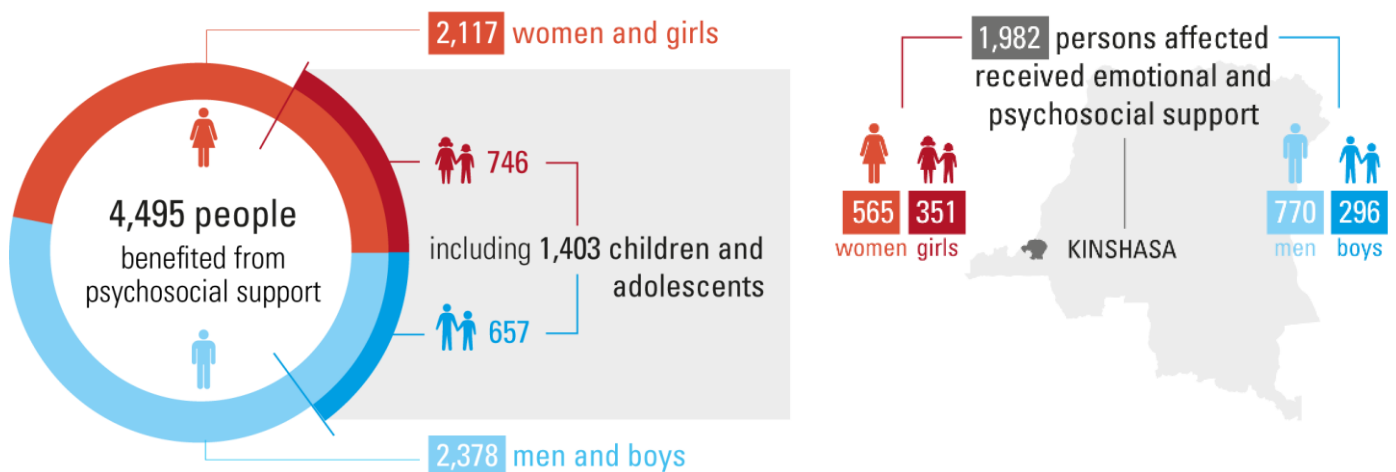 2,117 women and girls
4,495 people
benefited from
psychosocial support
746
including 1,403 children and
adolescents
657
2,378 men and boys
1,982 persons affected
received emotional and
psychosocial support
565 351
women girls
770 296
men boys
KINSHASA